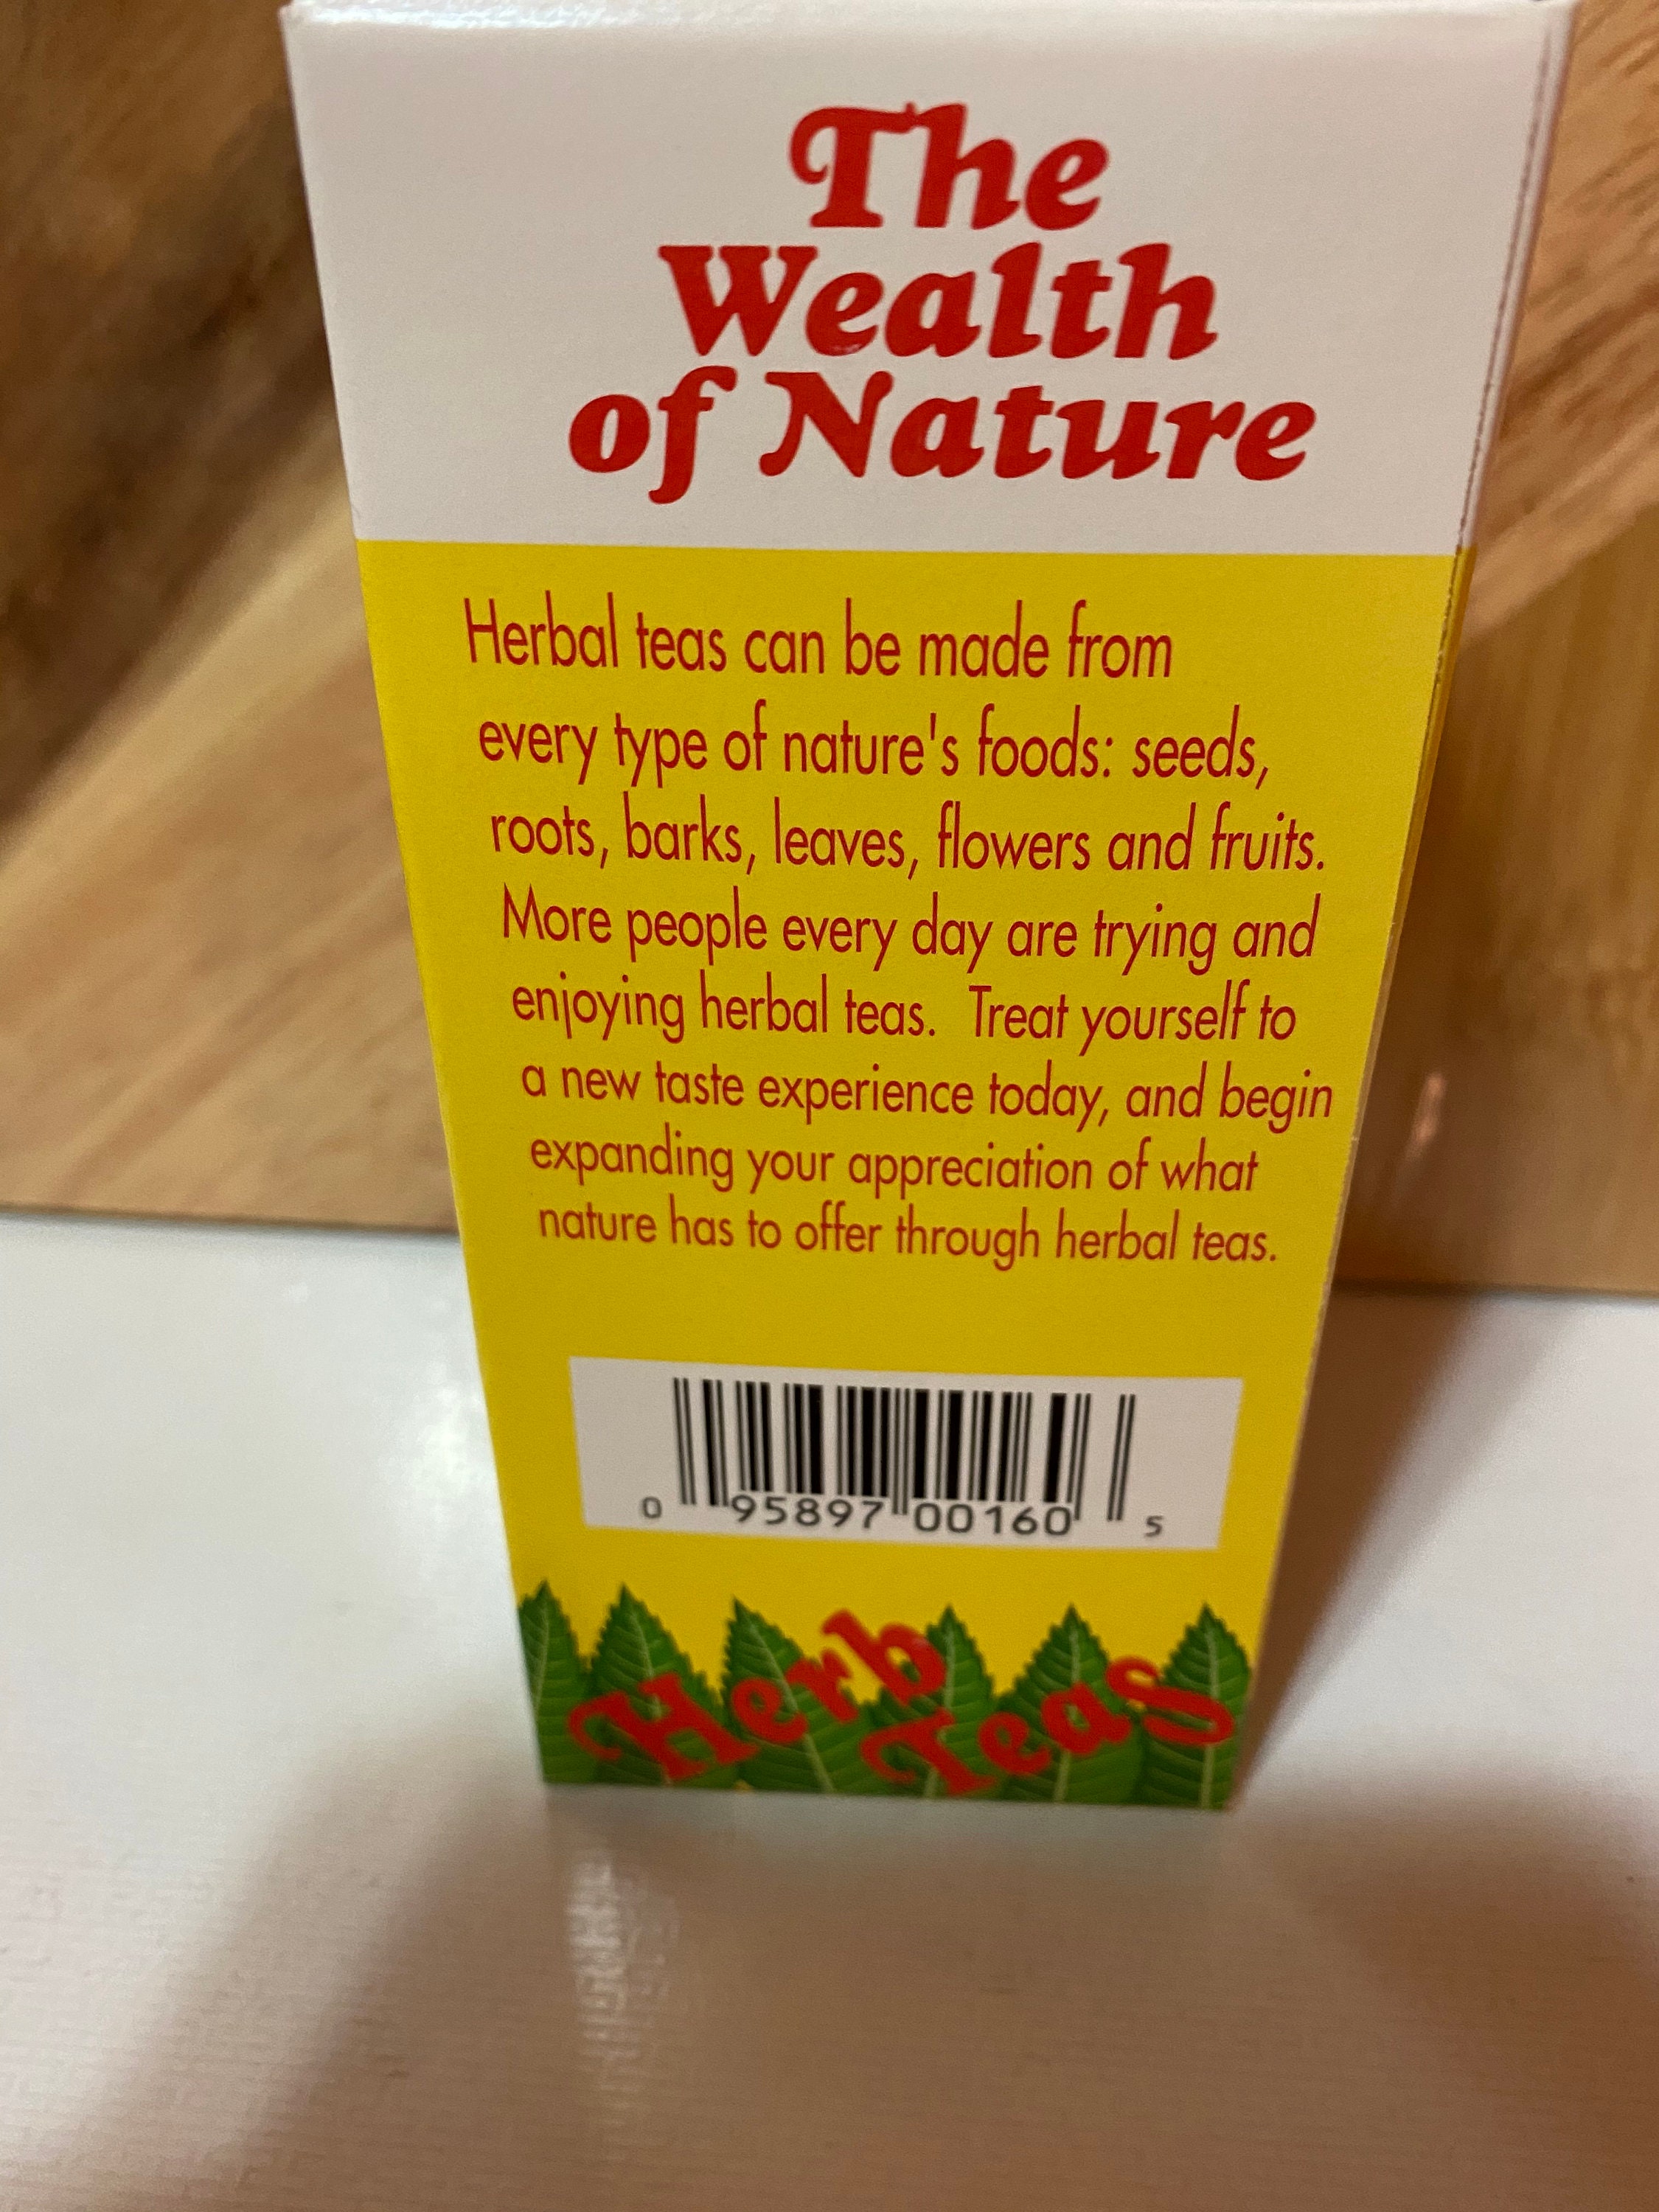 The
Wealth
of Nature
Herbal teas can be made from
every type of nature's foods: seeds,
roots, barks, leaves, flowers and fruits.
More people every day are trying and
enjoying herbal teas.  Treat yourself to
a new taste experience today, and begin
expanding your appreciation of what
nature has to offer through herbal teas.
0 95897 00160 5
Herb
Teas